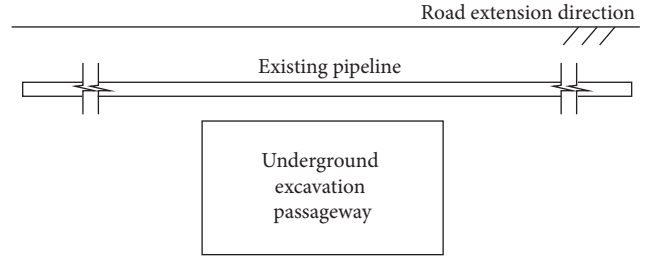 Road extension direction
Existing pipeline
Underground
excavation
passageway